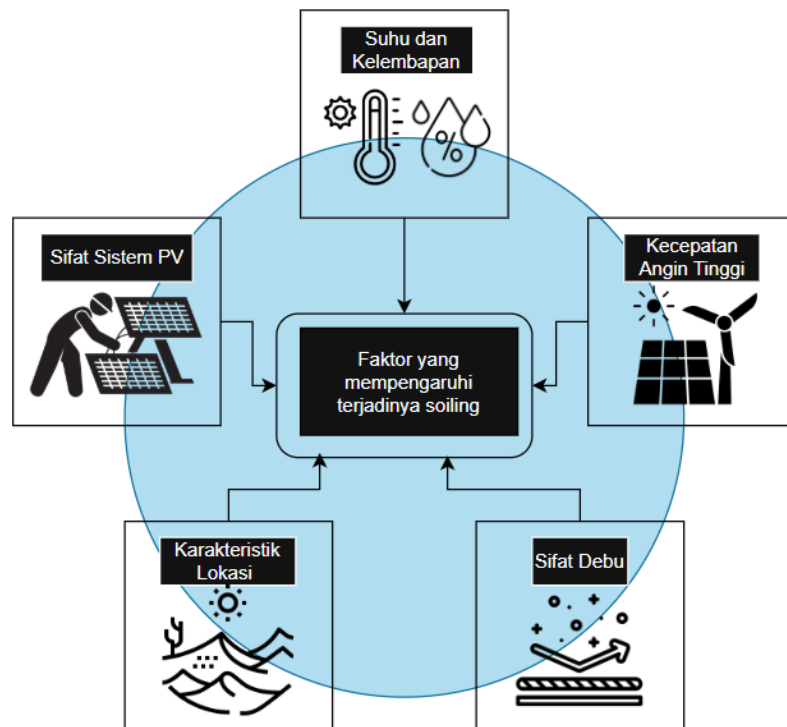 Suhu dan
Kelembapan
%
Sifat Sistem PV
Kecepatan
Angin Tinggi
Faktor yang
mempengaruhi
terjadinya soiling
Karakteristik
Lokasi
Sifat Debu